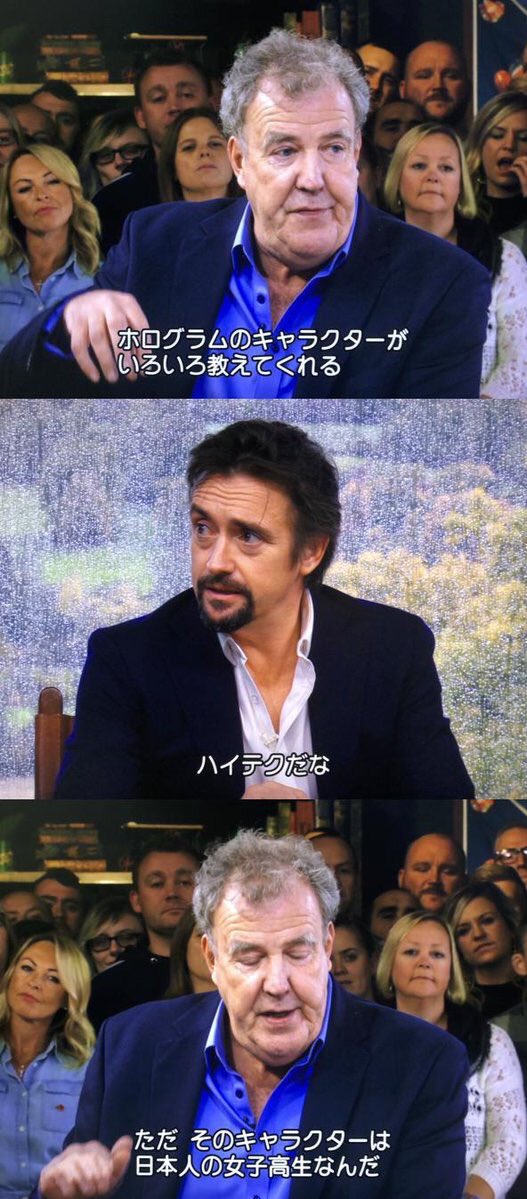 ホログラムのキャラクターが
いろいろ教えてくれる
ハイテクだな
ただ そのキャラクターは
日本人の女子高生なんだ